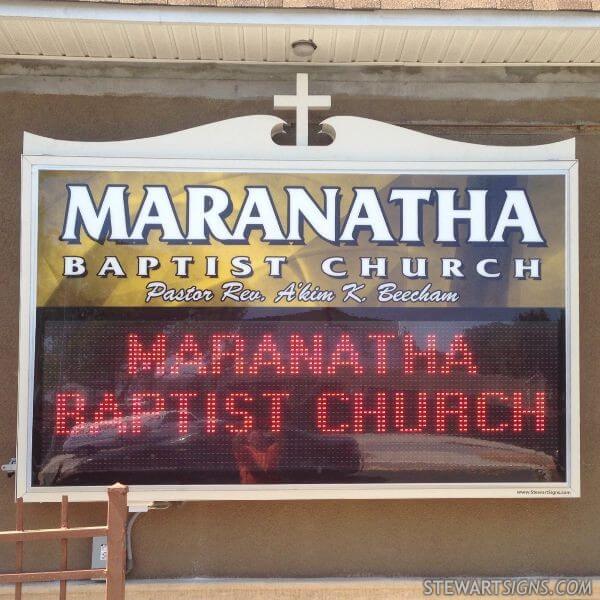 MARANATHA
BAPTIST CHURCH
Pastor Rev. A'kim K. Beecham
MARANATHA
BAPTIST CHURCH
www.StewartSigns.com
STEWARTSIGNS.COM